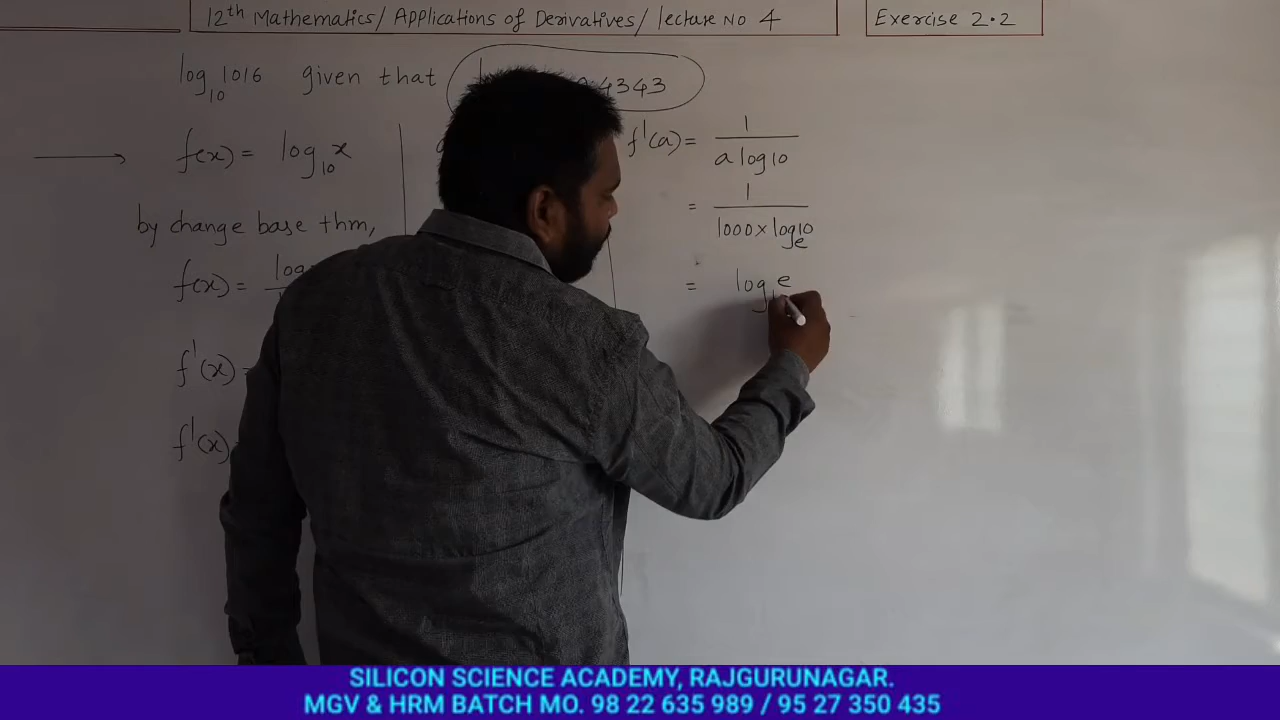 12th Mathematics/ Applications of Derivatives/ lecture No 4
Exercise 2.2
log10 1016 given that 4343
f(x) = log10 x
by change base thm,
f(x) = log
f'(x) =
f'(x)
f'(a) = 1 / a log10
= 1 / 1000 × loge 10
= log e
SILICON SCIENCE ACADEMY, RAJGURUNAGAR.
MGV & HRM BATCH MO. 98 22 635 989 / 95 27 350 435